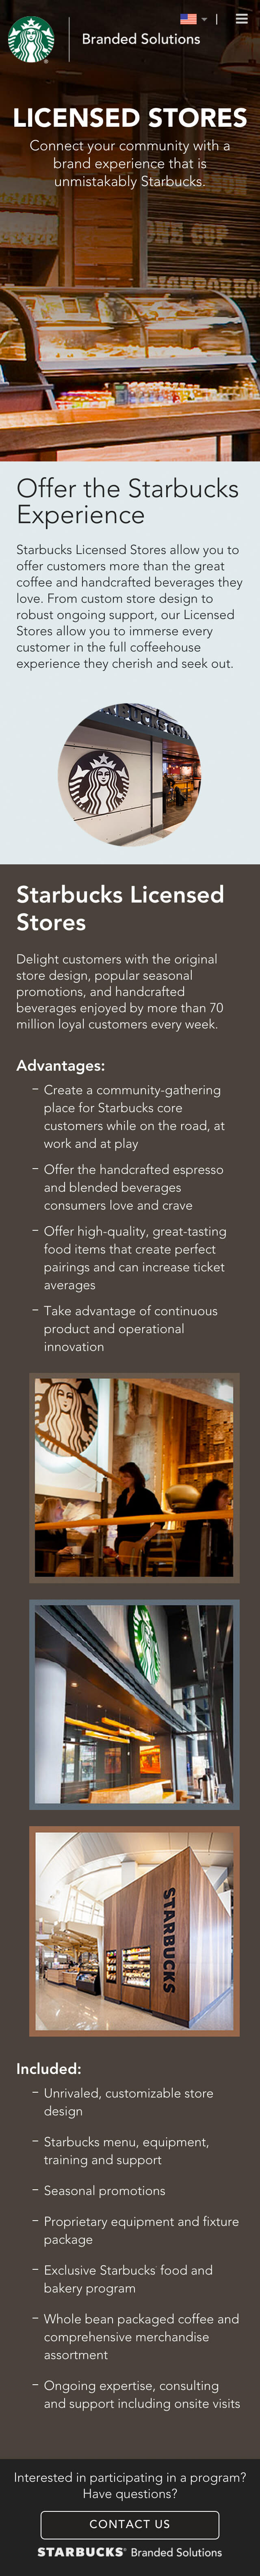 Branded Solutions
|
LICENSED STORES
Connect your community with a
brand experience that is
unmistakably Starbucks.
Offer the Starbucks
Experience
Starbucks Licensed Stores allow you to
offer customers more than the great
coffee and handcrafted beverages they
love. From custom store design to
robust ongoing support, our Licensed
Stores allow you to immerse every
customer in the full coffeehouse
experience they cherish and seek out.
Starbucks Licensed
Stores
Delight customers with the original
store design, popular seasonal
promotions, and handcrafted
beverages enjoyed by more than 70
million loyal customers every week.
Advantages:
– Create a community-gathering
place for Starbucks core
customers while on the road, at
work and at play
– Offer the handcrafted espresso
and blended beverages
consumers love and crave
– Offer high-quality, great-tasting
food items that create perfect
pairings and can increase ticket
averages
– Take advantage of continuous
product and operational
innovation
STARBUCKS
Included:
– Unrivaled, customizable store
design
– Starbucks menu, equipment,
training and support
– Seasonal promotions
– Proprietary equipment and fixture
package
– Exclusive Starbucks food and
bakery program
– Whole bean packaged coffee and
comprehensive merchandise
assortment
– Ongoing expertise, consulting
and support including onsite visits
Interested in participating in a program?
Have questions?
CONTACT US
STARBUCKS® Branded Solutions